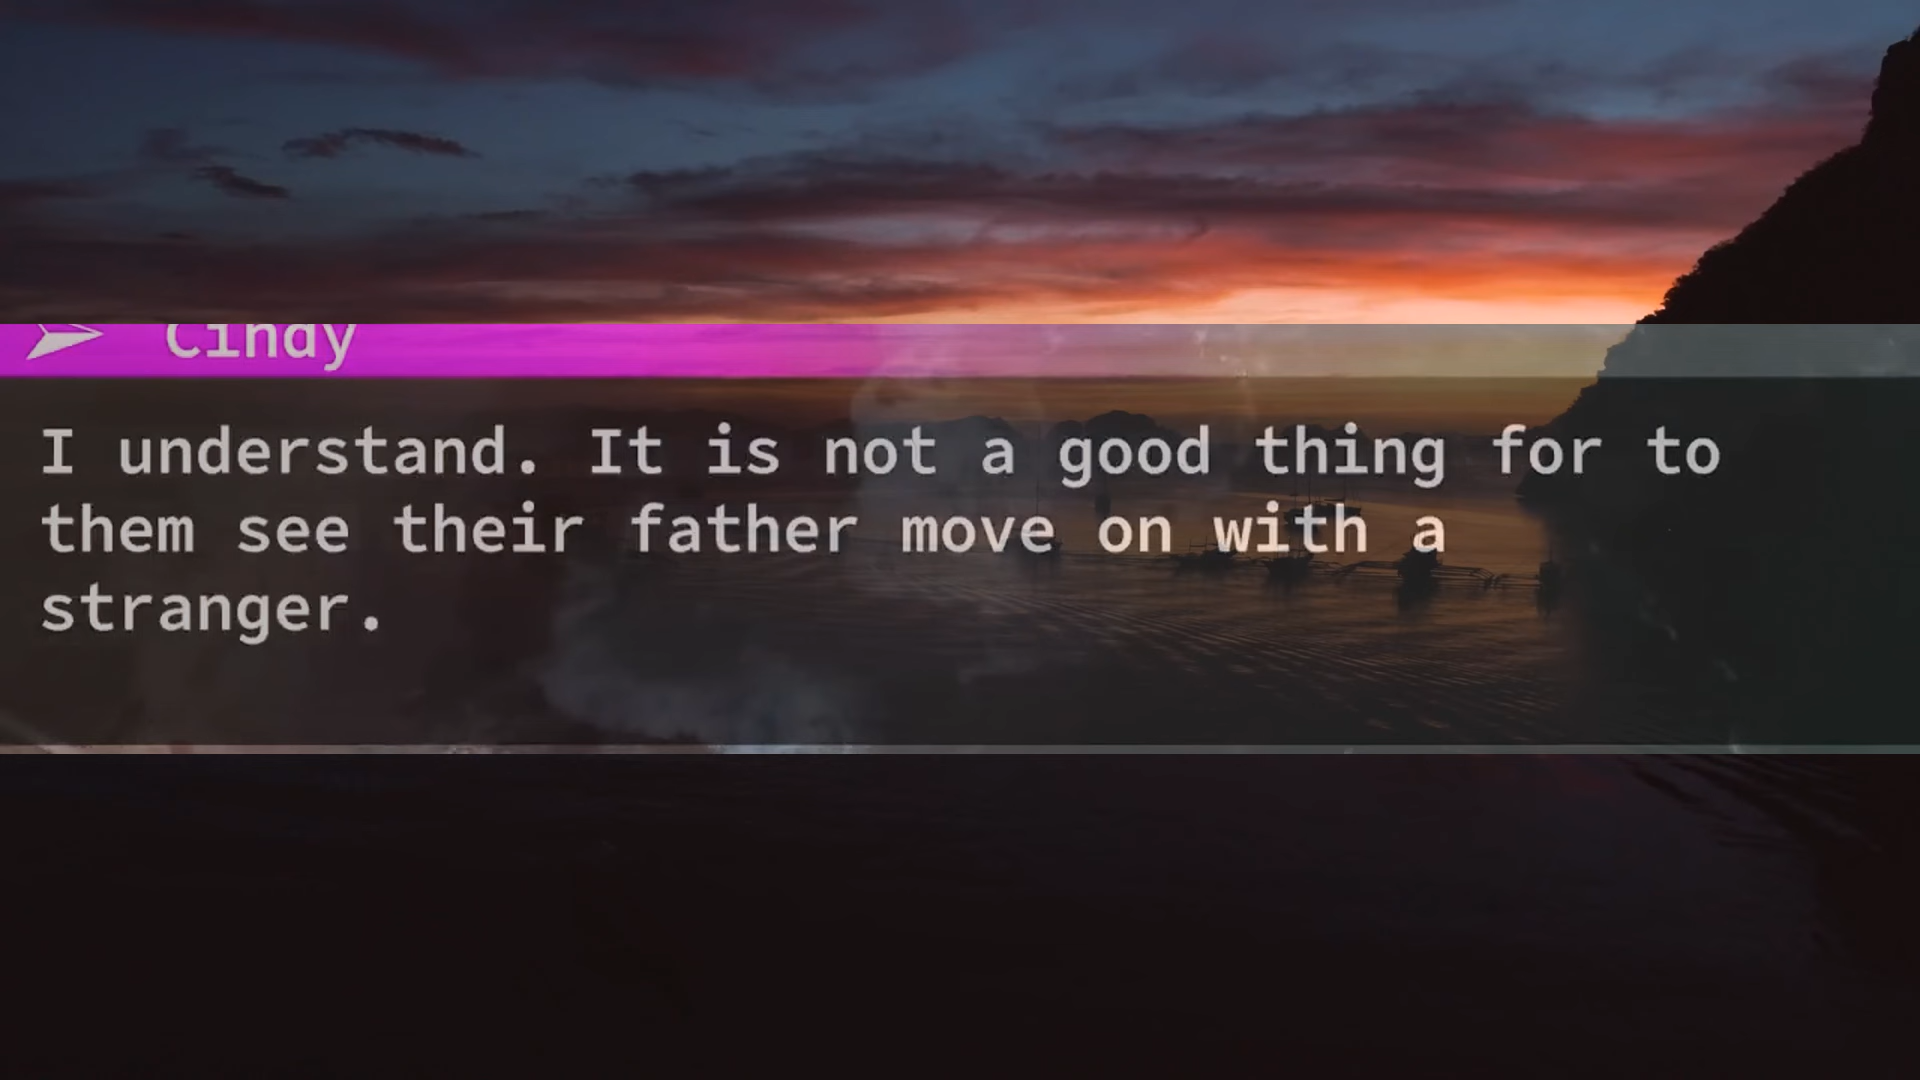 Cindy
I understand. It is not a good thing for to
them see their father move on with a
stranger.